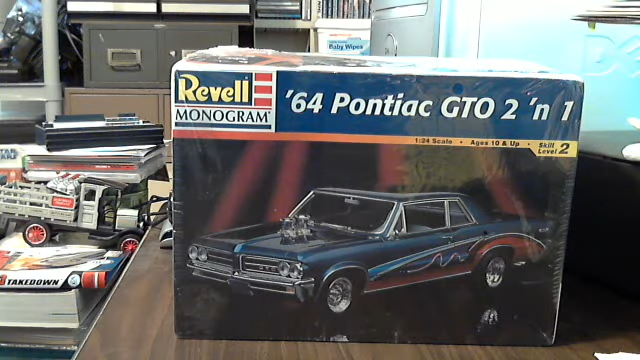 Baby Wipes
Revell
MONOGRAM
'64 Pontiac GTO 2 'n 1
1:24 Scale • Ages 10 & Up • Skill Level 2
TAKEDOWN